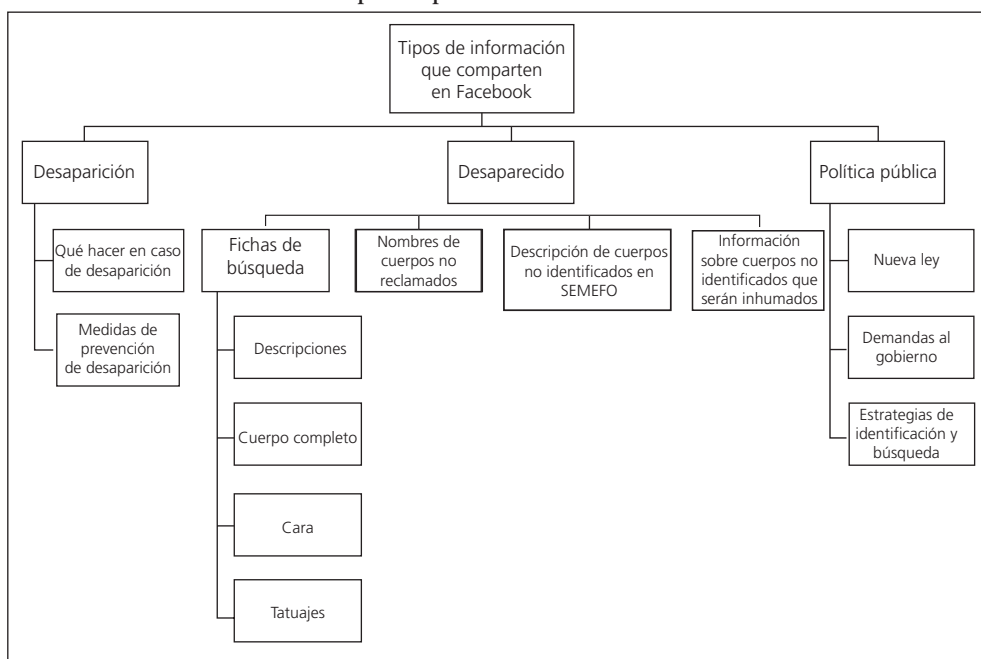 Tipos de información
que comparten
en Facebook
Desaparición
Desaparecido
Política pública
Qué hacer en caso
de desaparición
Medidas de
prevención
de desaparición
Fichas de
búsqueda
Nombres de
cuerpos no
reclamados
Descripción de cuerpos
no identificados en
SEMEFO
Información
sobre cuerpos no
identificados que
serán inhumados
Descripciones
Cuerpo completo
Cara
Tatuajes
Nueva ley
Demandas al
gobierno
Estrategias de
identificación y
búsqueda